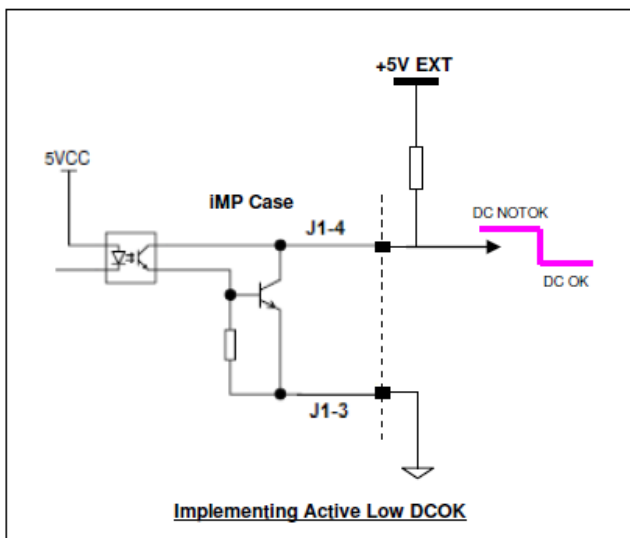 +5V EXT
5VCC
iMP Case
J1-4
DC NOTOK
DC OK
J1-3
Implementing Active Low DCOK